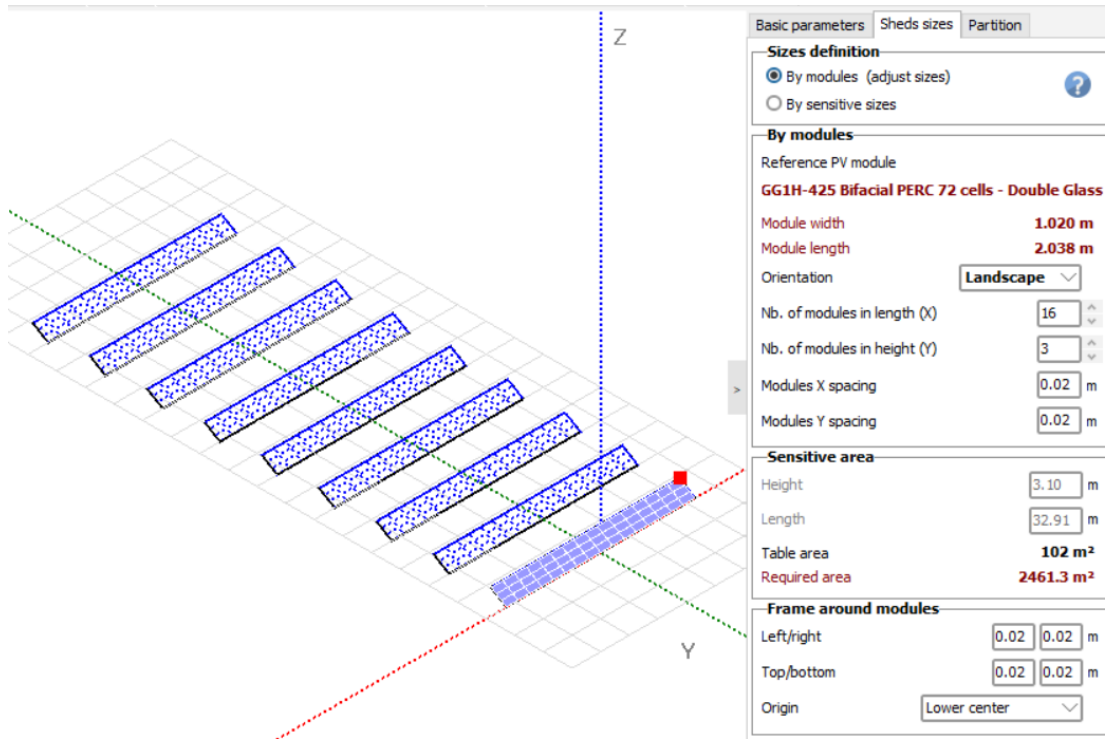 Z
Y
Basic parameters Sheds sizes Partition
Sizes definition
By modules (adjust sizes)
?
By sensitive sizes
By modules
Reference PV module
GG1H-425 Bifacial PERC 72 cells - Double Glass
Module width 1.020 m
Module length 2.038 m
Orientation Landscape
Nb. of modules in length (X) 16
Nb. of modules in height (Y) 3
Modules X spacing 0.02 m
>
Modules Y spacing 0.02 m
Sensitive area
Height 3.10 m
Length 32.91 m
Table area 102 m²
Required area 2461.3 m²
Frame around modules
Left/right 0.02 0.02 m
Top/bottom 0.02 0.02 m
Origin Lower center